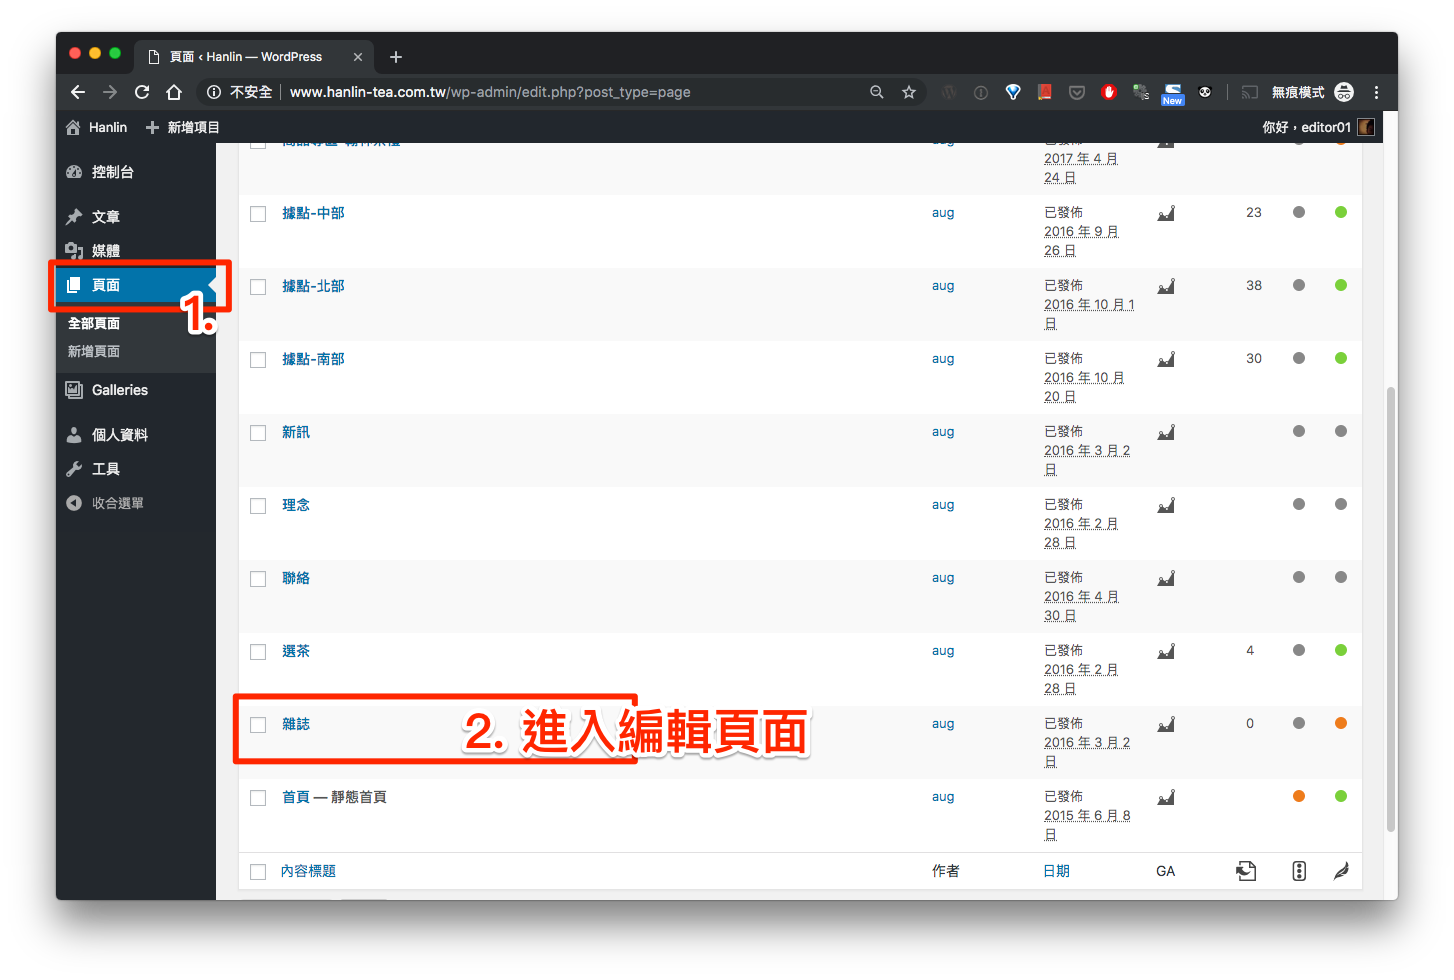 頁面 ‹ Hanlin — WordPress
不安全 www.hanlin-tea.com.tw/wp-admin/edit.php?post_type=page
New
無痕模式
Hanlin
新增項目
你好，editor01
控制台
文章
媒體
頁面
1.
全部頁面
新增頁面
Galleries
個人資料
工具
收合選單
2017 年 4 月
24 日
據點-中部 aug 已發佈 23
2016 年 9 月
26 日
據點-北部 aug 已發佈 38
2016 年 10 月 1
日
據點-南部 aug 已發佈 30
2016 年 10 月
20 日
新訊 aug 已發佈
2016 年 3 月 2
日
理念 aug 已發佈
2016 年 2 月
28 日
聯絡 aug 已發佈
2016 年 4 月
30 日
選茶 aug 已發佈 4
2016 年 2 月
28 日
雜誌 2. 進入編輯頁面 aug 已發佈 0
2016 年 3 月 2
日
首頁 — 靜態首頁 aug 已發佈
2015 年 6 月 8
日
內容標題 作者 日期 GA